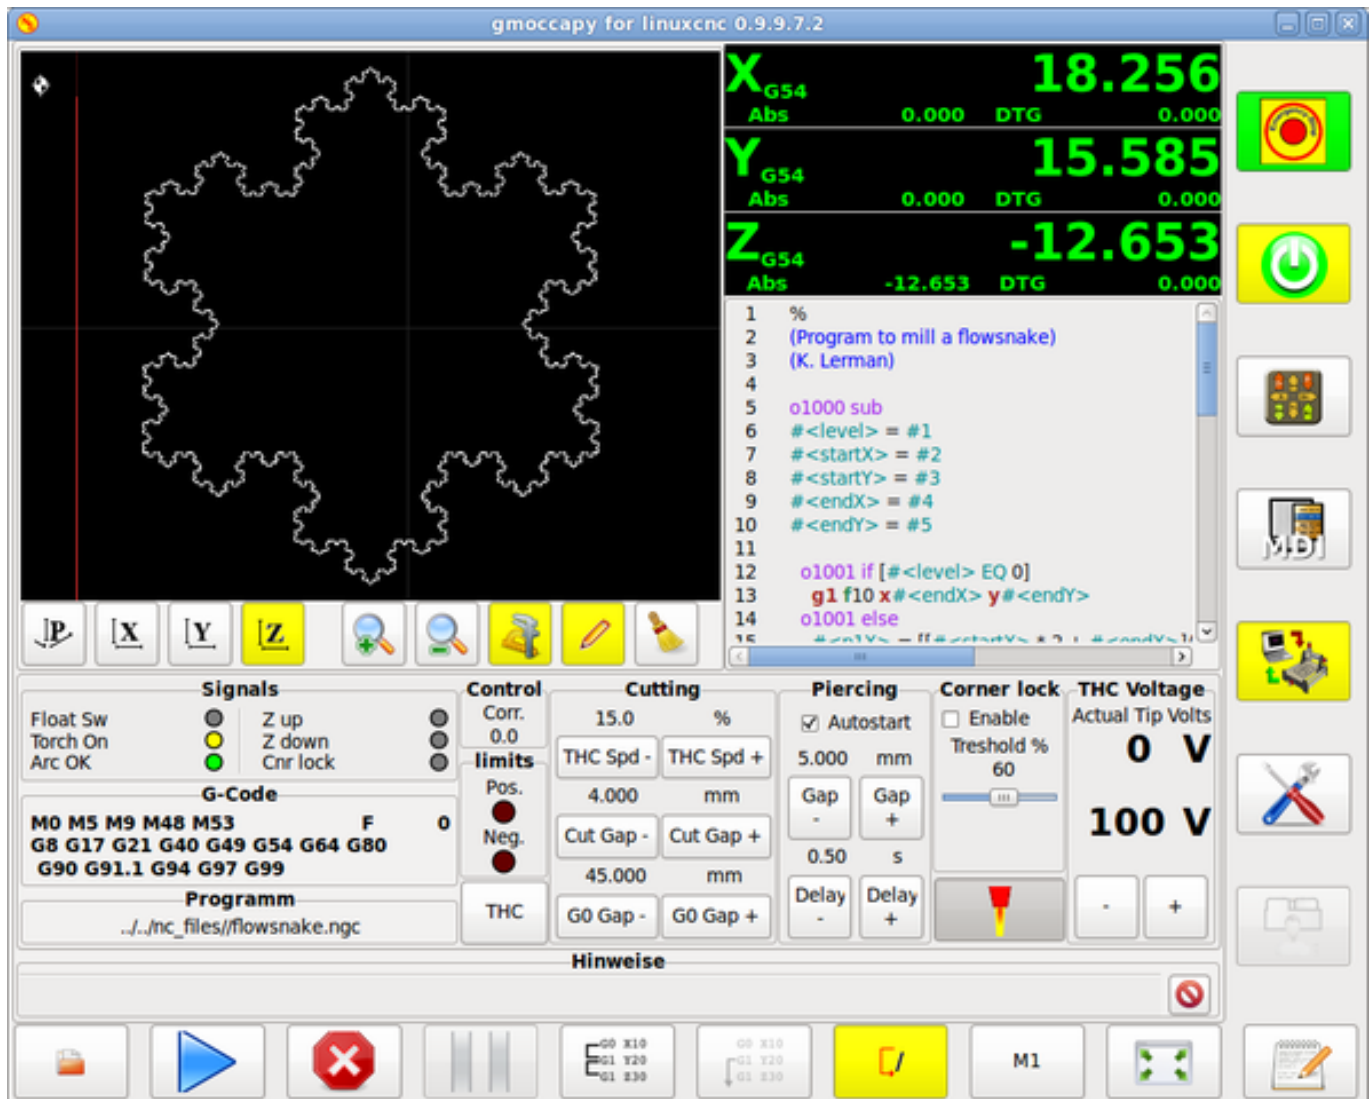 gmoccapy for linuxcnc 0.9.9.7.2
X G54 18.256
Abs 0.000 DTG 0.000
Y G54 15.585
Abs 0.000 DTG 0.000
Z G54 -12.653
Abs -12.653 DTG 0.000
1 %
2 (Program to mill a flowsnake)
3 (K. Lerman)
4
5 o1000 sub
6 #<level> = #1
7 #<startX> = #2
8 #<startY> = #3
9 #<endX> = #4
10 #<endY> = #5
11
12 o1001 if [#<level> EQ 0]
13 g1 f10 x#<endX> y#<endY>
14 o1001 else
15
P X Y Z
MDI
Signals
Float Sw Z up
Torch On Z down
Arc OK Cnr lock
G-Code
M0 M5 M9 M48 M53 F 0
G8 G17 G21 G40 G49 G54 G64 G80
G90 G91.1 G94 G97 G99
Programm
../../nc_files//flowsnake.ngc
Control
Corr.
0.0
limits
Pos.
Neg.
THC
Cutting
15.0 %
THC Spd - THC Spd +
4.000 mm
Cut Gap - Cut Gap +
45.000 mm
G0 Gap - G0 Gap +
Piercing
Autostart
5.000 mm
Gap - Gap +
0.50 s
Delay - Delay +
Corner lock
Enable
Treshold %
60
THC Voltage
Actual Tip Volts
0 V
100 V
- +
Hinweise
G0 X10
G1 Y20
G1 Z30
G0 X10
G1 Y20
G1 Z30
M1